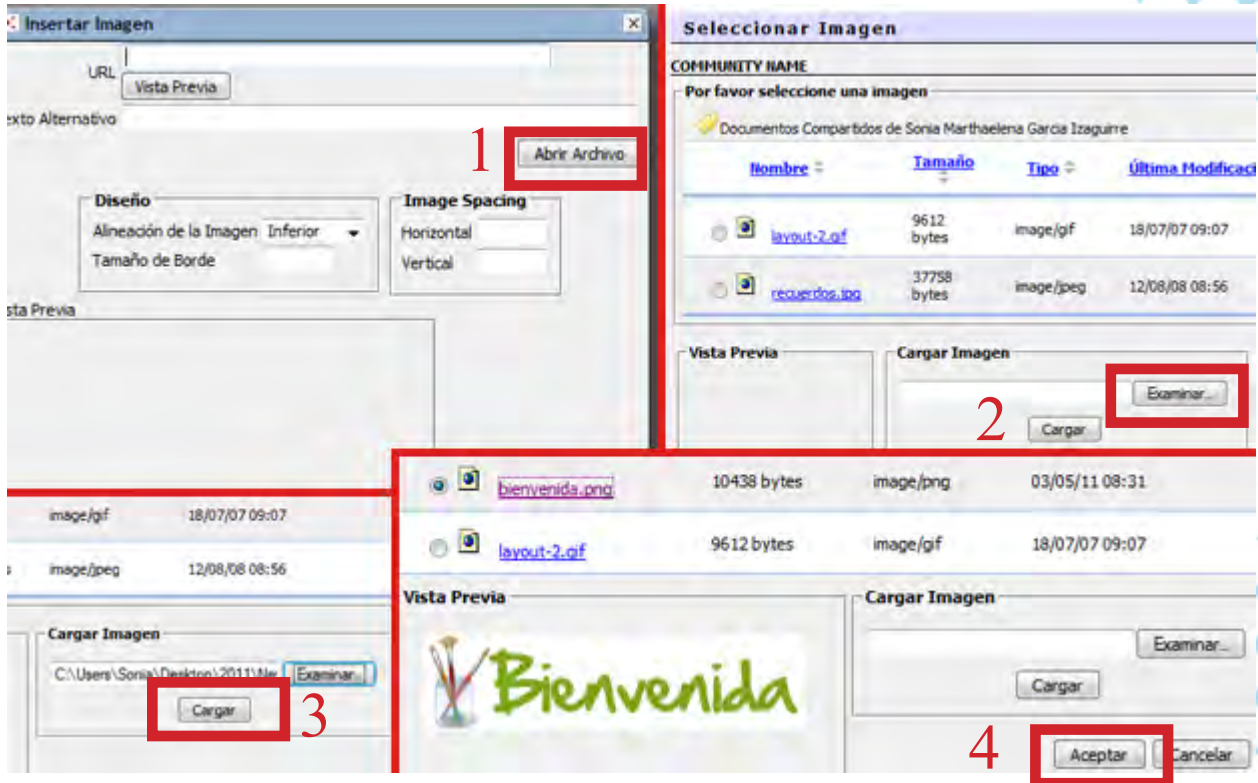 Insertar Imagen
URL
Vista Previa
exto Alternativo
1
Abrir Archivo
Diseño
Alineación de la Imagen Inferior
Tamaño de Borde
Image Spacing
Horizontal
Vertical
sta Previa
Seleccionar Imagen
COMMUNITY NAME
Por favor seleccione una imagen
Documentos Compartidos de Sonia Marthaelena Garcia Izaguirre
Nombre Tamaño Tipo Última Modificaci
layout-2.gif 9612 bytes image/gif 18/07/07 09:07
recuerdos.jpg 37758 bytes image/jpeg 12/08/08 08:56
Vista Previa
Cargar Imagen
Examinar...
2
Cargar
image/gif 18/07/07 09:07
s image/jpeg 12/08/08 08:56
Cargar Imagen
C:\Users\Sonia\Desktop\2011\Ne Examinar...
Cargar
3
bienvenida.png 10438 bytes image/png 03/05/11 08:31
layout-2.gif 9612 bytes image/gif 18/07/07 09:07
Vista Previa
Bienvenida
Cargar Imagen
Examinar...
Cargar
4
Aceptar Cancelar